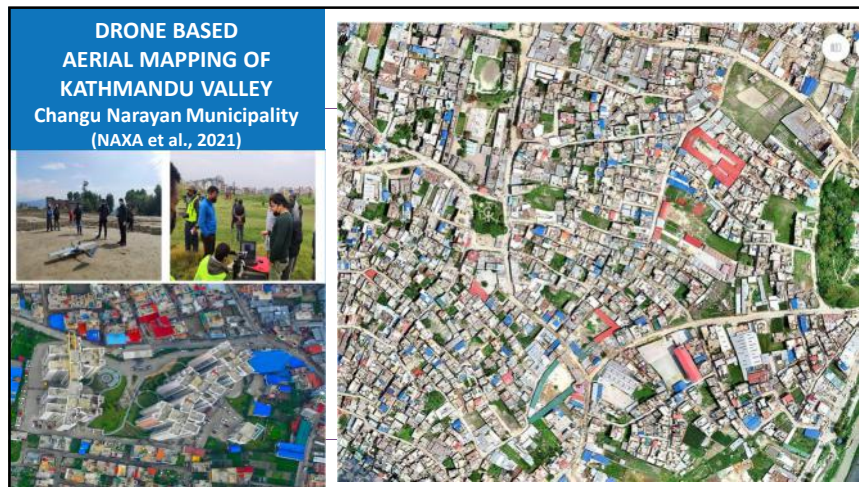 DRONE BASED
AERIAL MAPPING OF
KATHMANDU VALLEY
Changu Narayan Municipality
(NAXA et al., 2021)